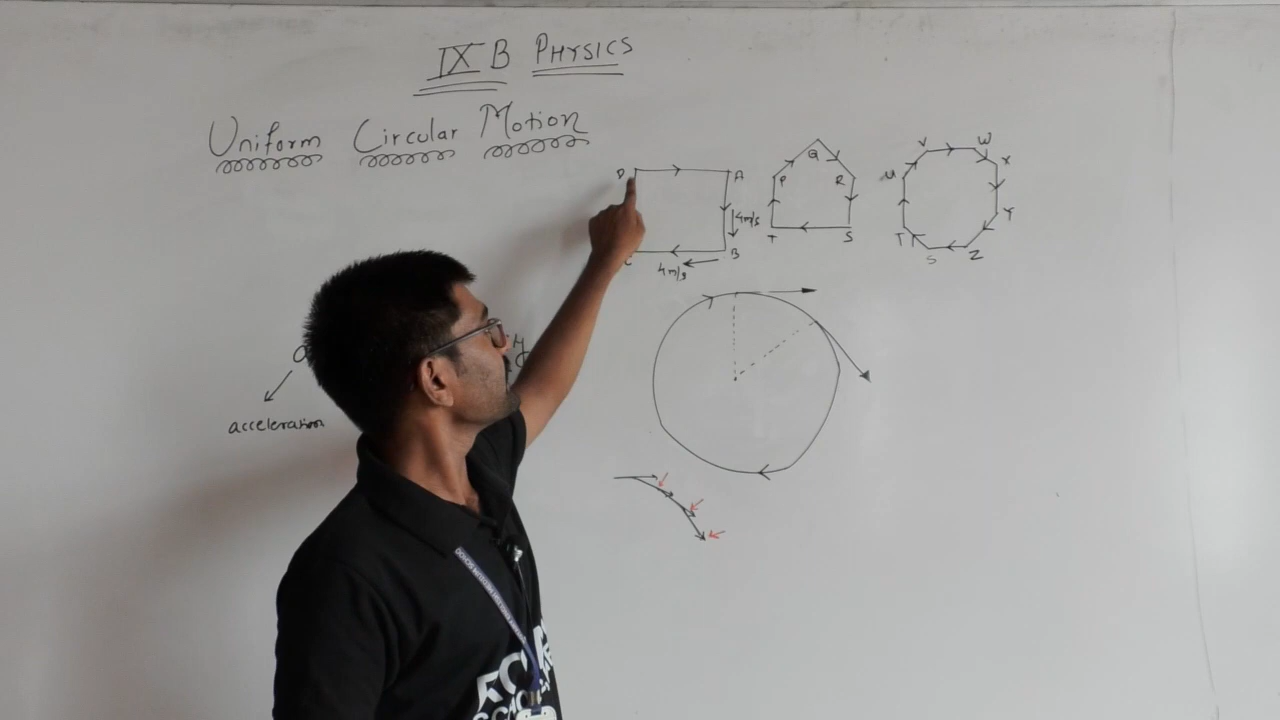 IX B PHYSICS
Uniform Circular Motion
D A
4m/s
B
C
4m/s
P Q R
T S
U V W X
Y
T S Z
acceleration